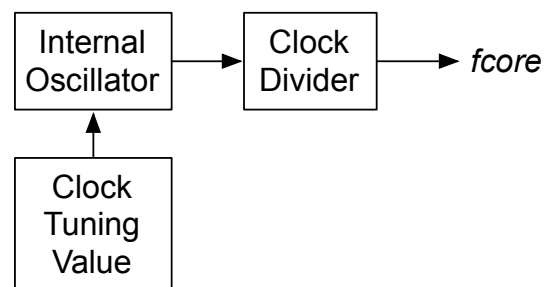 Internal
Oscillator
Clock
Divider
fcore
Clock
Tuning
Value